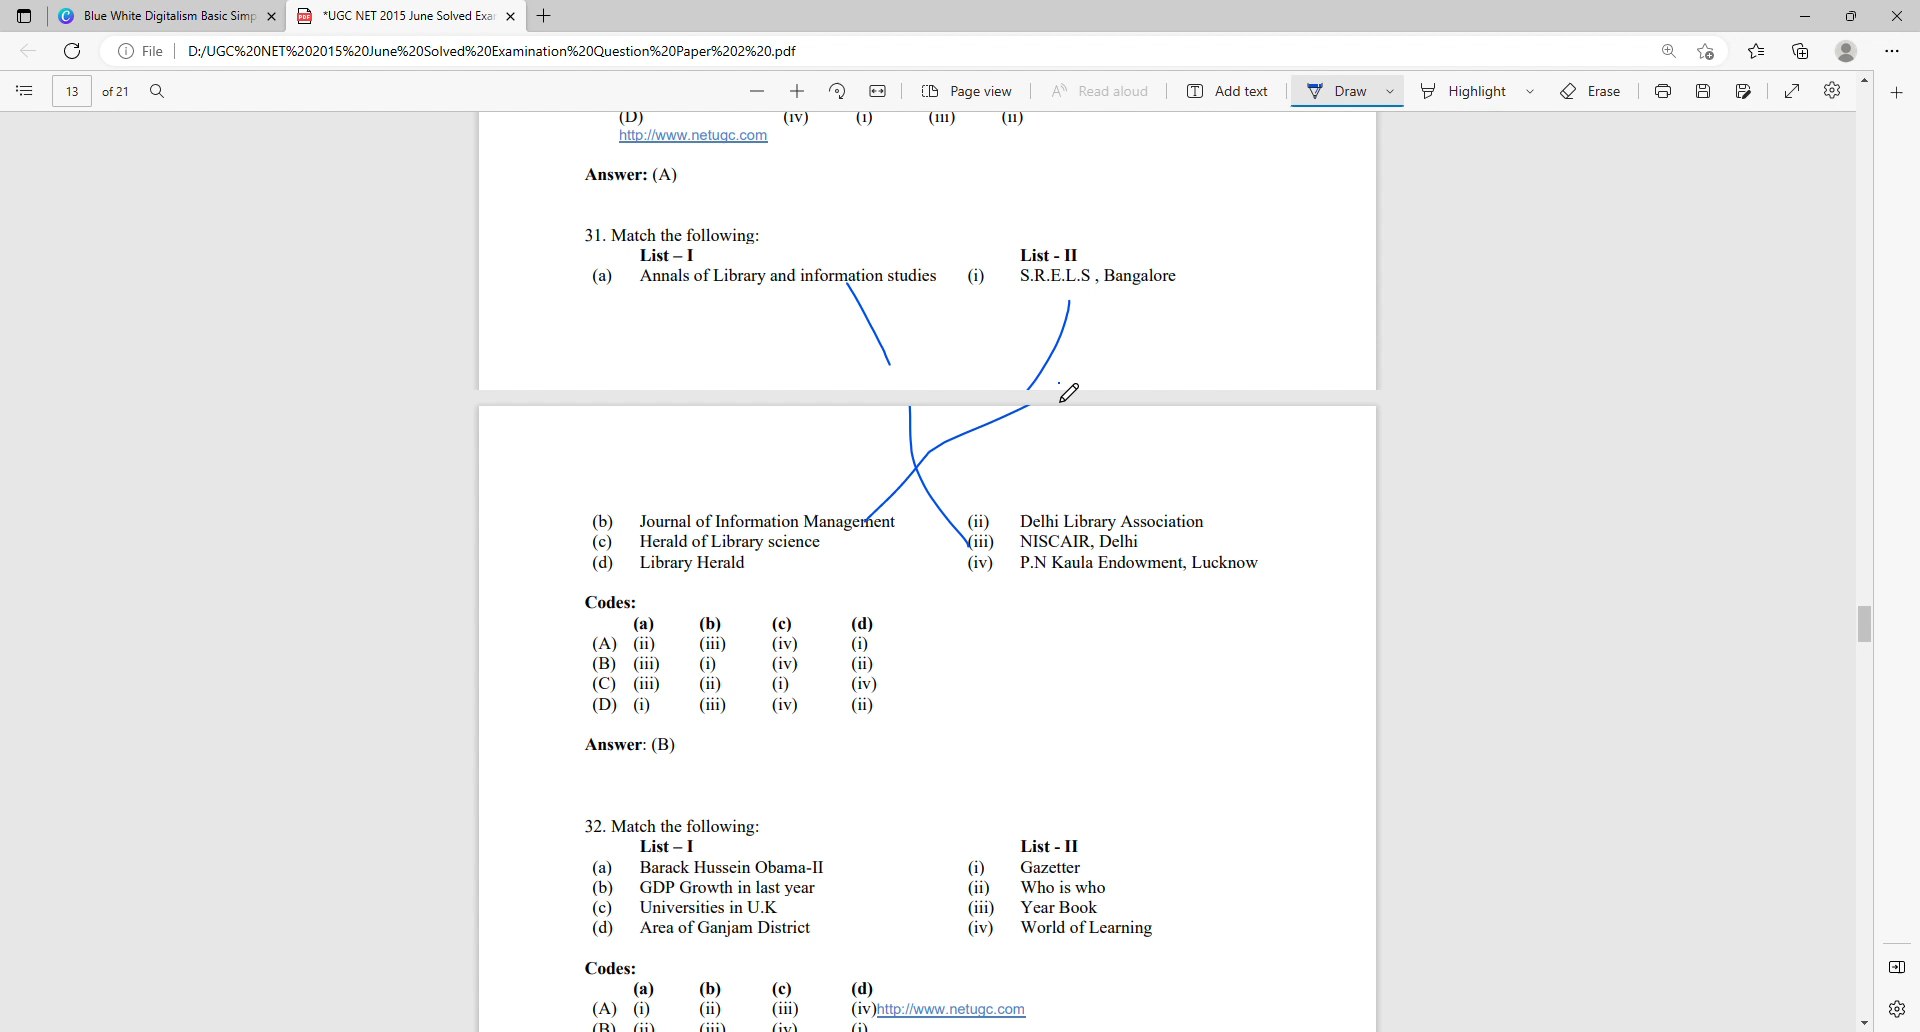 Blue White Digitalism Basic Simp
*UGC NET 2015 June Solved Exam
File D:/UGC%20NET%202015%20June%20Solved%20Examination%20Question%20Paper%202%20.pdf
13 of 21 Page view Read aloud Add text Draw Highlight Erase
(D) (iv) (i) (iii) (ii)
http://www.netugc.com
Answer: (A)
31. Match the following:
List – I List - II
(a) Annals of Library and information studies (i) S.R.E.L.S , Bangalore
(b) Journal of Information Management (ii) Delhi Library Association
(c) Herald of Library science (iii) NISCAIR, Delhi
(d) Library Herald (iv) P.N Kaula Endowment, Lucknow
Codes:
(a) (b) (c) (d)
(A) (ii) (iii) (iv) (i)
(B) (iii) (i) (iv) (ii)
(C) (iii) (ii) (i) (iv)
(D) (i) (iii) (iv) (ii)
Answer: (B)
32. Match the following:
List – I List - II
(a) Barack Hussein Obama-II (i) Gazetter
(b) GDP Growth in last year (ii) Who is who
(c) Universities in U.K (iii) Year Book
(d) Area of Ganjam District (iv) World of Learning
Codes:
(a) (b) (c) (d)
(A) (i) (ii) (iii) (iv)http://www.netugc.com
(B) (ii) (iii) (iv) (i)